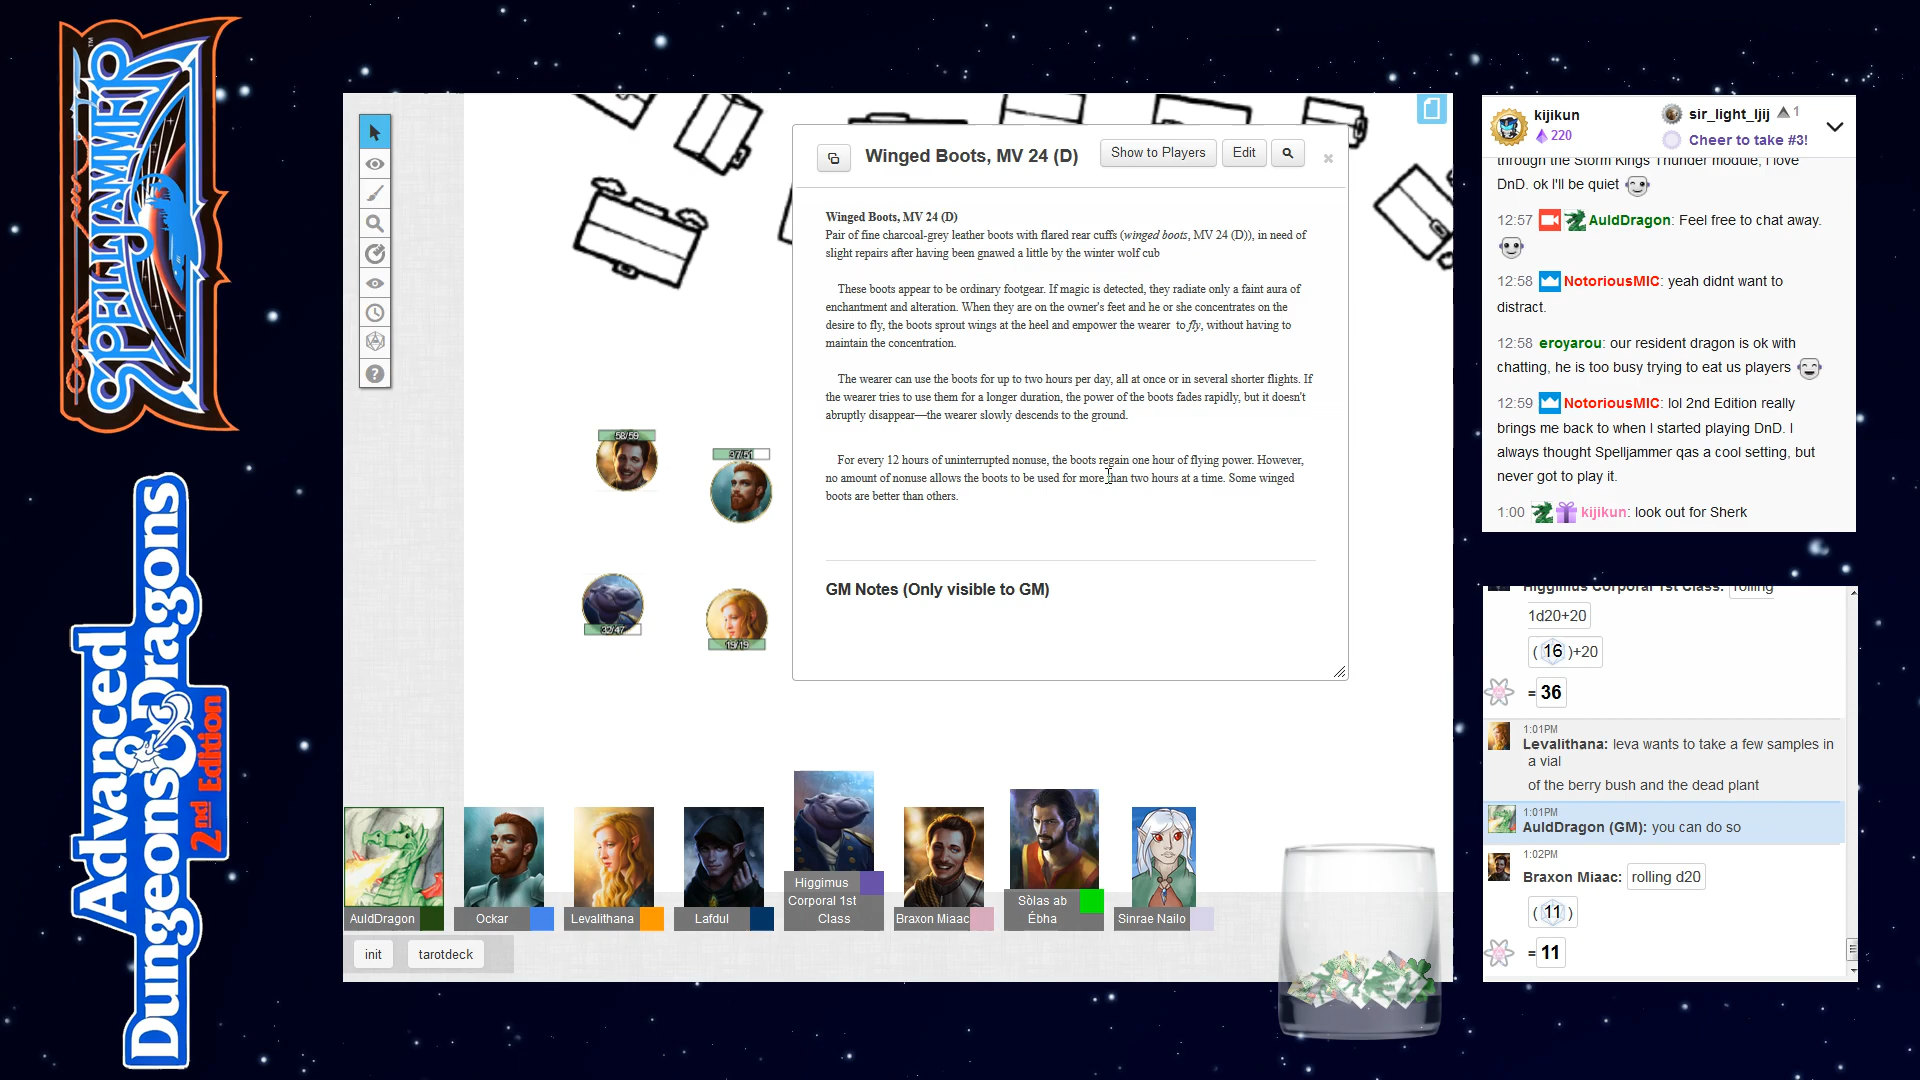 SPELLJAMMER
TM
Advanced
Dungeons & Dragons
2nd Edition
Winged Boots, MV 24 (D)
Show to Players
Edit
Winged Boots, MV 24 (D)
Pair of fine charcoal-grey leather boots with flared rear cuffs (winged boots, MV 24 (D)), in need of
slight repairs after having been gnawed a little by the winter wolf cub
These boots appear to be ordinary footgear. If magic is detected, they radiate only a faint aura of
enchantment and alteration. When they are on the owner's feet and he or she concentrates on the
desire to fly, the boots sprout wings at the heel and empower the wearer to fly, without having to
maintain the concentration.
The wearer can use the boots for up to two hours per day, all at once or in several shorter flights. If
the wearer tries to use them for a longer duration, the power of the boots fades rapidly, but it doesn't
abruptly disappear—the wearer slowly descends to the ground.
For every 12 hours of uninterrupted nonuse, the boots regain one hour of flying power. However,
no amount of nonuse allows the boots to be used for more than two hours at a time. Some winged
boots are better than others.
GM Notes (Only visible to GM)
58/59
37/51
32/47
19/19
AuldDragon
Ockar
Levalithana
Lafdul
Higgimus
Corporal 1st
Class
Braxon Miaac
Sòlas ab
Èbha
Sinrae Nailo
init
tarotdeck
kijikun
220
sir_light_ljij
1
Cheer to take #3!
through the Storm Kings Thunder module, I love
DnD. ok I'll be quiet
12:57 AuldDragon: Feel free to chat away.
12:58 NotoriousMIC: yeah didnt want to
distract.
12:58 eroyarou: our resident dragon is ok with
chatting, he is too busy trying to eat us players
12:59 NotoriousMIC: lol 2nd Edition really
brings me back to when I started playing DnD. I
always thought Spelljammer qas a cool setting, but
never got to play it.
1:00 kijikun: look out for Sherk
Higgimus Corporal 1st Class: rolling
1d20+20
(16)+20
=36
1:01PM
Levalithana: leva wants to take a few samples in
a vial
of the berry bush and the dead plant
1:01PM
AuldDragon (GM): you can do so
1:02PM
Braxon Miaac: rolling d20
(11)
=11